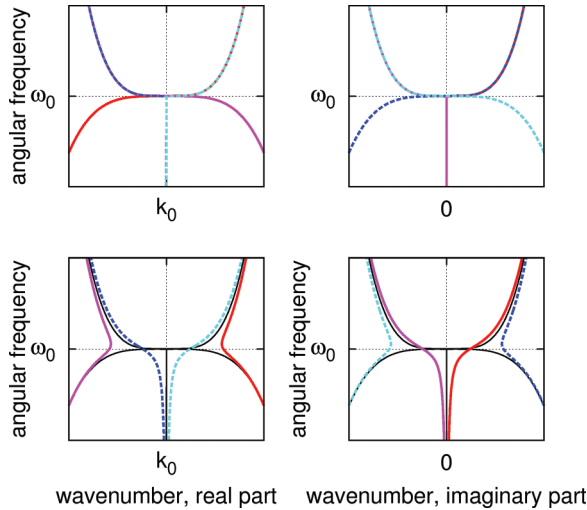 angular frequency
ω0
k0
angular frequency
ω0
0
angular frequency
ω0
k0
wavenumber, real part
angular frequency
ω0
0
wavenumber, imaginary part